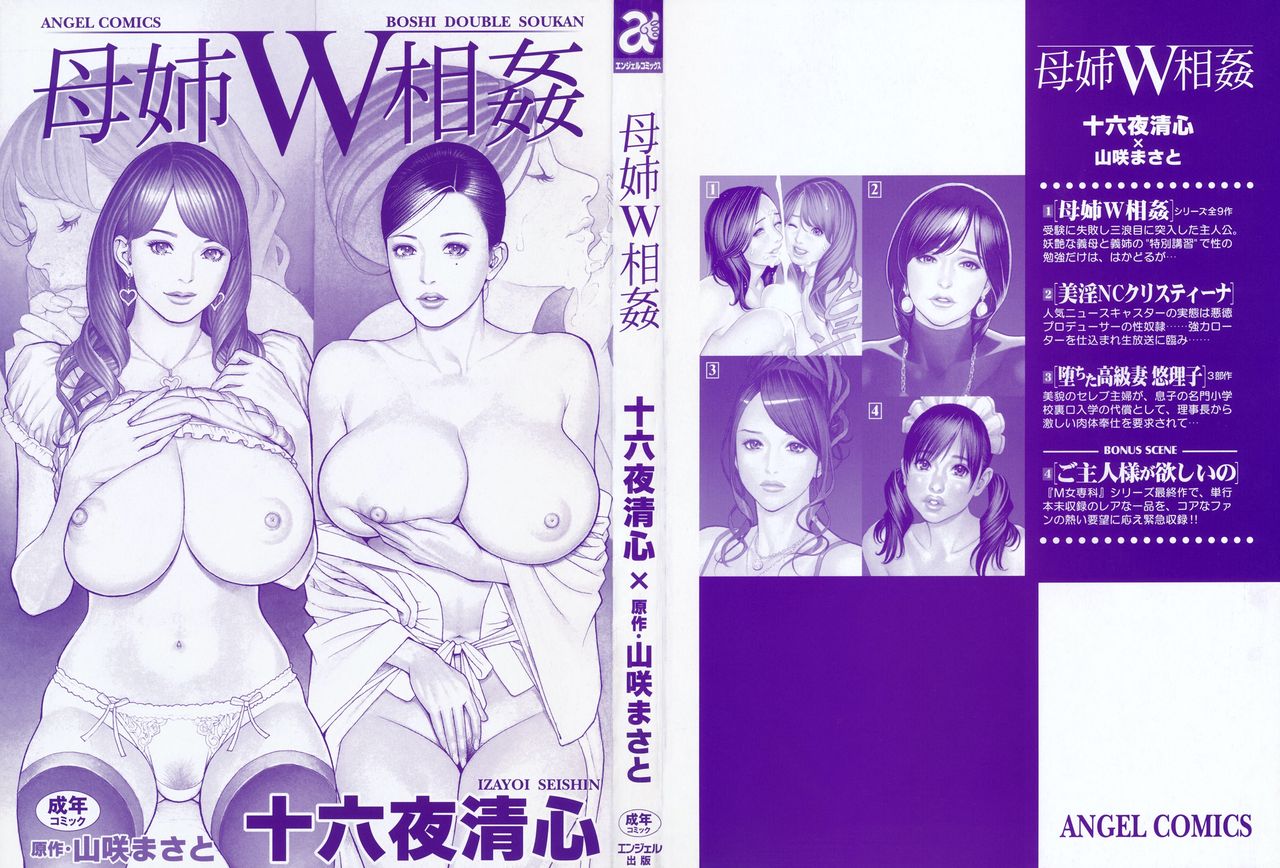 ANGEL COMICS
BOSHI DOUBLE SOUKAN
母姉W相姦
IZAYOI SEISHIN
十六夜清心
成年
コミック
原作・山咲まさと
a
エンジェルコミックス
母姉W相姦
十六夜清心×原作・山咲まさと
成年
コミック
エンジェル
出版
1
2
3
4
母姉W相姦
十六夜清心
×
山咲まさと
1[母姉W相姦]シリーズ全9作
受験に失敗し三浪目に突入した主人公。
妖艶な義母と義姉の“特別講習”で性の
勉強だけは、はかどるが…
2[美淫NCクリスティーナ]
人気ニュースキャスターの実態は悪徳
プロデューサーの性奴隷……強力ロー
ターを仕込まれ生放送に臨み……
3[堕ちた高級妻 悠理子]3部作
美貌のセレブ主婦が、息子の名門小学
校裏口入学の代償として、理事長から
激しい肉体奉仕を要求されて…
BONUS SCENE
4[ご主人様が欲しいの]
『M女専科』シリーズ最終作で、単行
本未収録のレアな一品を、コアなファ
ンの熱い要望に応え緊急収録!!
ANGEL COMICS